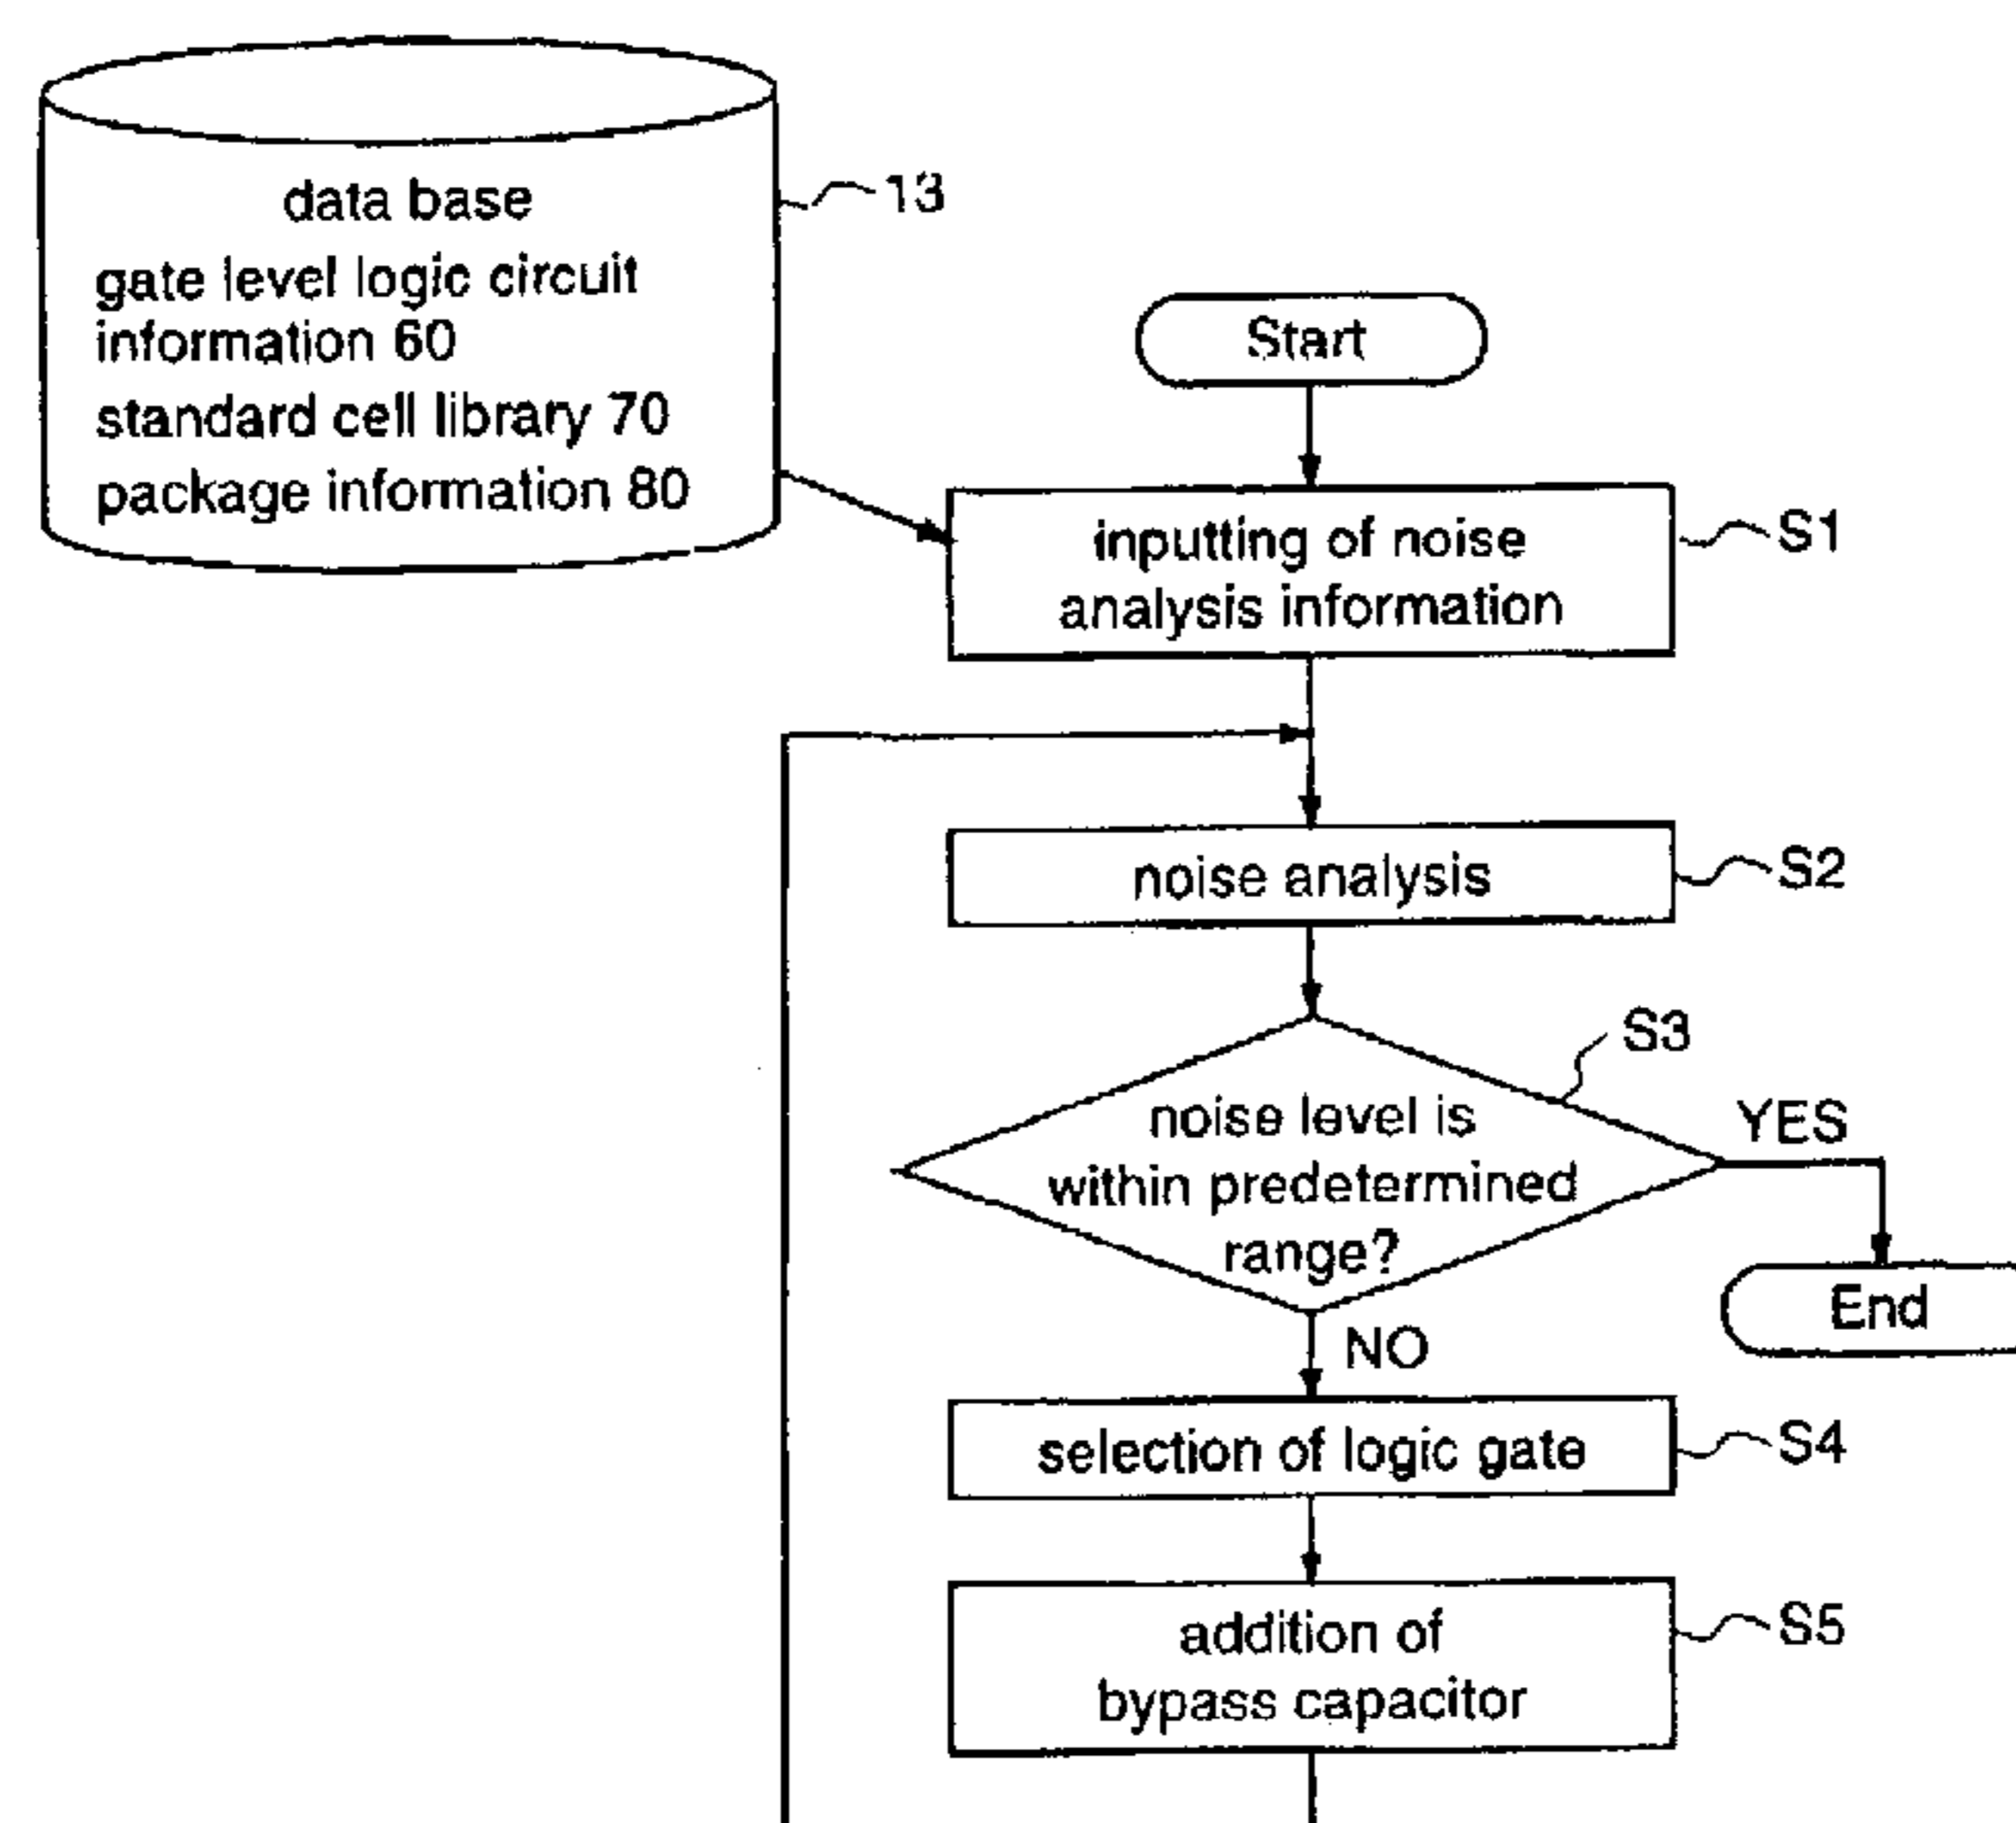 data base
gate level logic circuit
information 60
standard cell library 70
package information 80
13
Start
inputting of noise
analysis information
S1
noise analysis
S2
S3
noise level is
within predetermined
range?
YES
End
NO
selection of logic gate
S4
addition of
bypass capacitor
S5